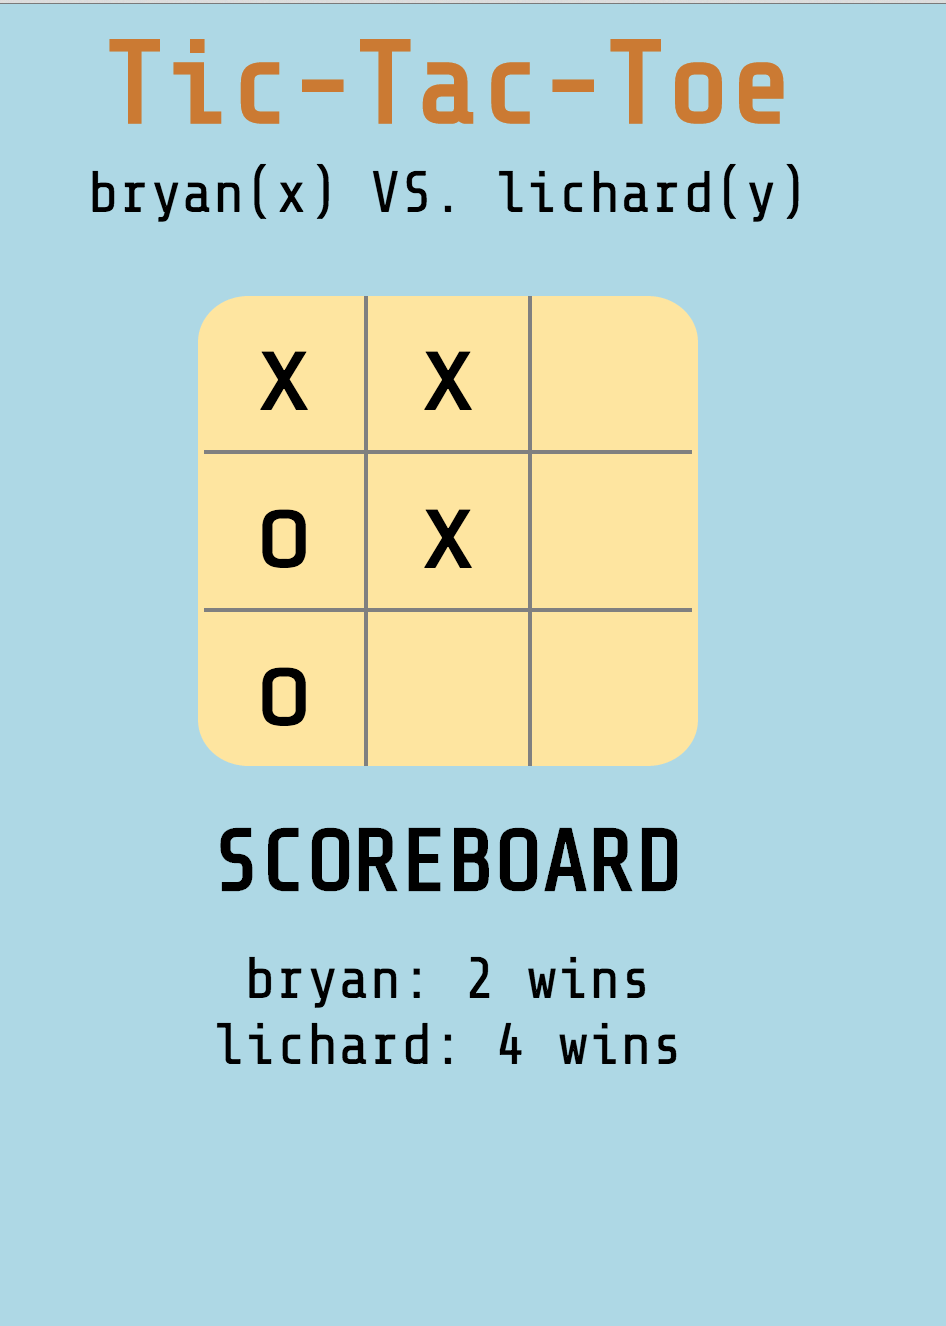 Tic-Tac-Toe
bryan(x) VS. lichard(y)
X X
O X
O
SCOREBOARD
bryan: 2 wins
lichard: 4 wins